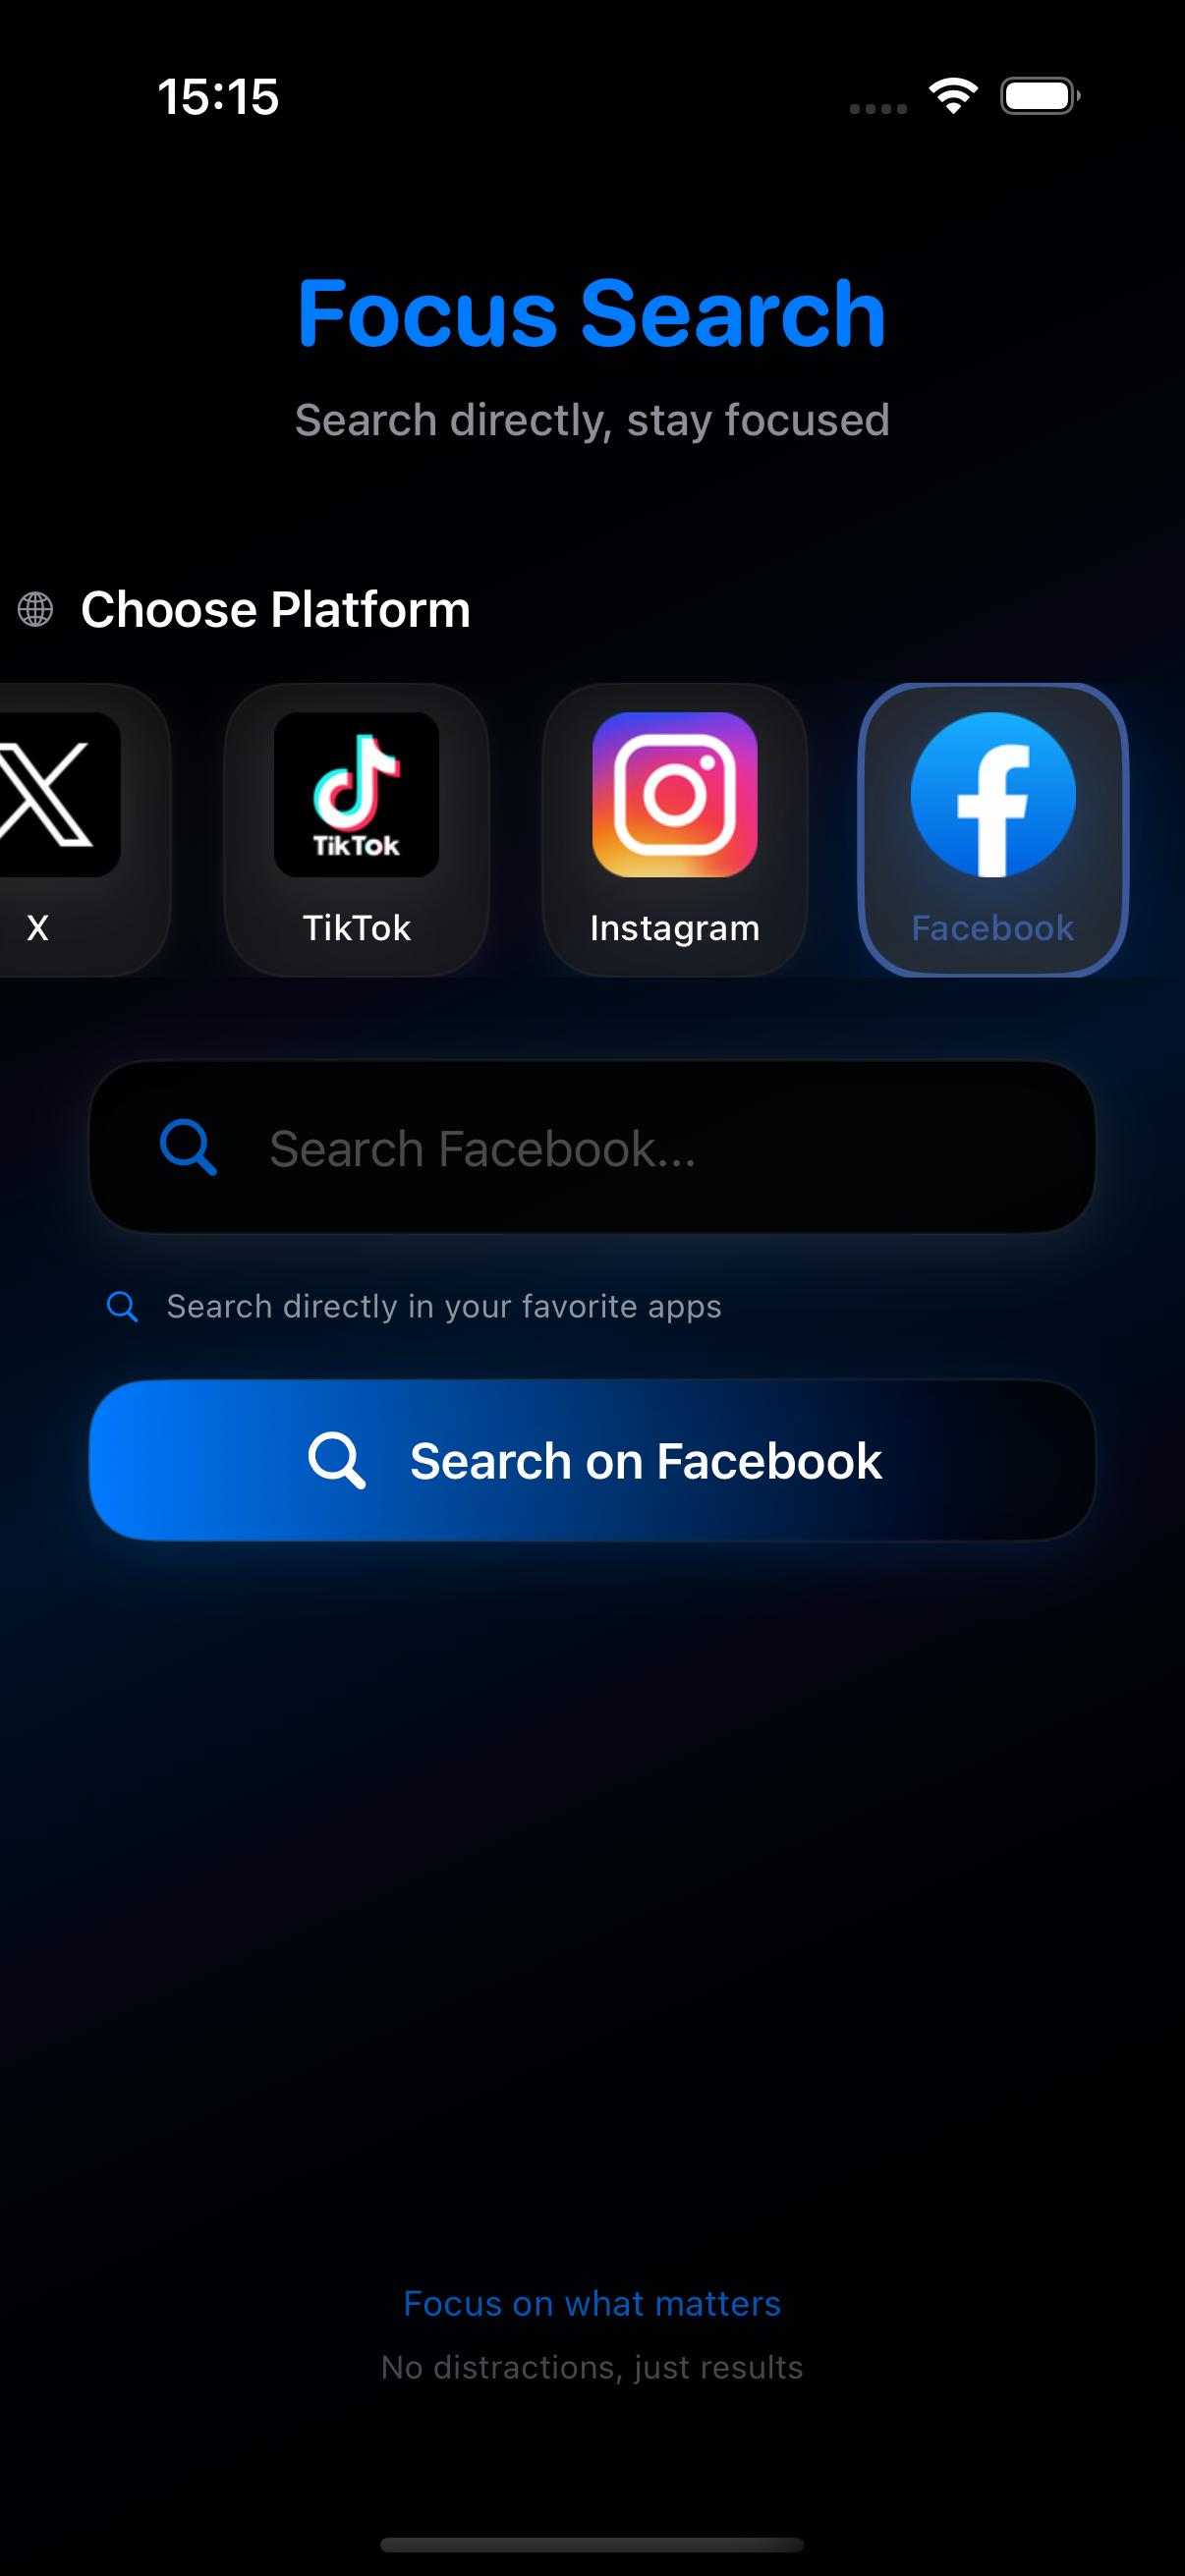 15:15
Focus Search
Search directly, stay focused
Choose Platform
TikTok
X
TikTok
Instagram
Facebook
Search Facebook...
Search directly in your favorite apps
Search on Facebook
Focus on what matters
No distractions, just results